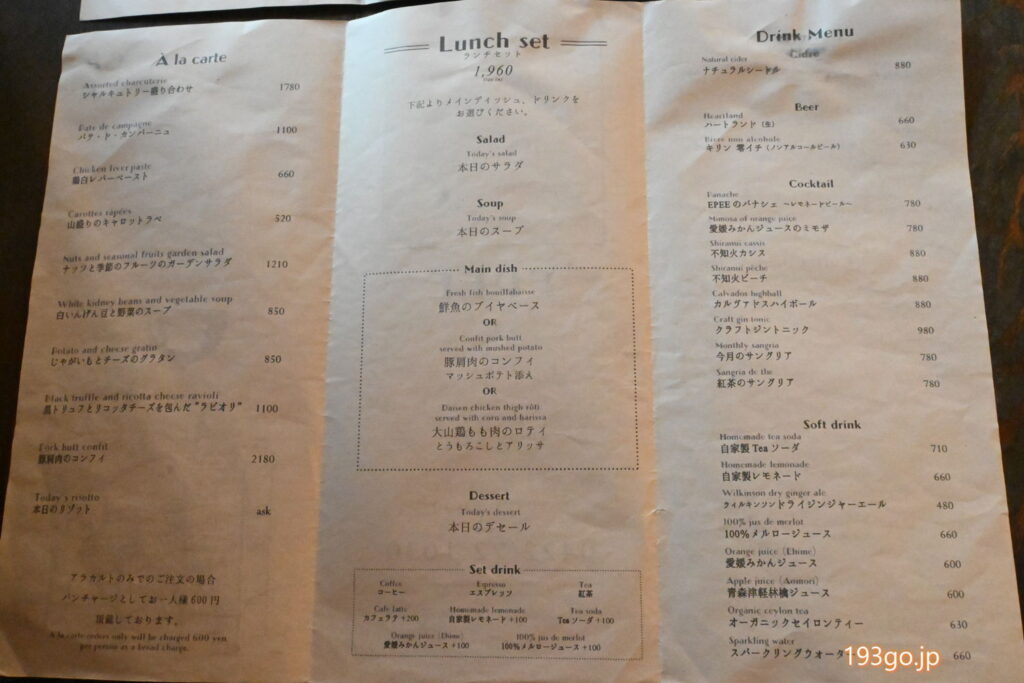 À la carte
Assorted charcuterie
シャルキュトリー盛り合わせ 1780
Pate de campagne
パテ・ド・カンパーニュ 1100
Chicken liver paste
鶏白レバーペースト 660
Carottes rapées
山盛りのキャロットラペ 520
Nuts and seasonal fruits garden salad
ナッツと季節のフルーツのガーデンサラダ 1210
White kidney beans and vegetable soup
白いんげん豆と野菜のスープ 850
Potato and cheese gratin
じゃがいもとチーズのグラタン 850
Black truffle and ricotta cheese ravioli
黒トリュフとリコッタチーズを包んだ“ラビオリ” 1100
Pork butt confit
豚肩肉のコンフィ 2180
Today's risotto
本日のリゾット ask
アラカルトのみでのご注文の場合
パンチャージとしてお一人様 600 円
頂戴しております。
A la carte orders only will be charged 600 yen
per person as a bread charge.
Lunch set
ランチセット
1,960
下記よりメインディッシュ、ドリンクを
お選びください。
Salad
Today's salad
本日のサラダ
Soup
Today's soup
本日のスープ
Main dish
Fresh fish bouillabaisse
鮮魚のブイヤベース
OR
Confit pork butt
served with mushed potato
豚肩肉のコンフィ
マッシュポテト添え
OR
Daisen chicken thigh rôti
served with corn and harissa
大山鶏もも肉のロティ
とうもろこしとアリッサ
Dessert
Today's dessert
本日のデセール
Set drink
Coffee Espresso Tea
コーヒー エスプレッソ 紅茶
Cafe latte Homemade lemonade Tea soda
カフェラテ +200 自家製レモネード +100 Tea ソーダ +100
Orange juice (Ehime) 100% jus de merlot
愛媛みかんジュース +100 100%メルロージュース +100
Drink Menu
Cidre
Natural cider
ナチュラルシードル 880
Beer
Heartland
ハートランド（生） 660
Bière non alcoholic
キリン 零イチ（ノンアルコールビール） 630
Cocktail
Panache
EPEE のパナシェ ～レモネードビール～ 780
Mimosa of orange juice
愛媛みかんジュースのミモザ 780
Shiranui cassis
不知火カシス 880
Shiranui pêche
不知火ピーチ 880
Calvados highball
カルヴァドスハイボール 880
Craft gin tonic
クラフトジントニック 980
Monthly sangria
今月のサングリア 780
Sangria de the
紅茶のサングリア 780
Soft drink
Homemade tea soda
自家製 Tea ソーダ 710
Homemade lemonade
自家製レモネード 660
Wilkinson dry ginger ale
ウィルキンソンドライジンジャーエール 480
100% jus de merlot
100%メルロージュース 660
Orange juice (Ehime)
愛媛みかんジュース 600
Apple juice (Aomori)
青森津軽林檎ジュース 600
Organic ceylon tea
オーガニックセイロンティー 630
Sparkling water
スパークリングウォーター 660
193go.jp